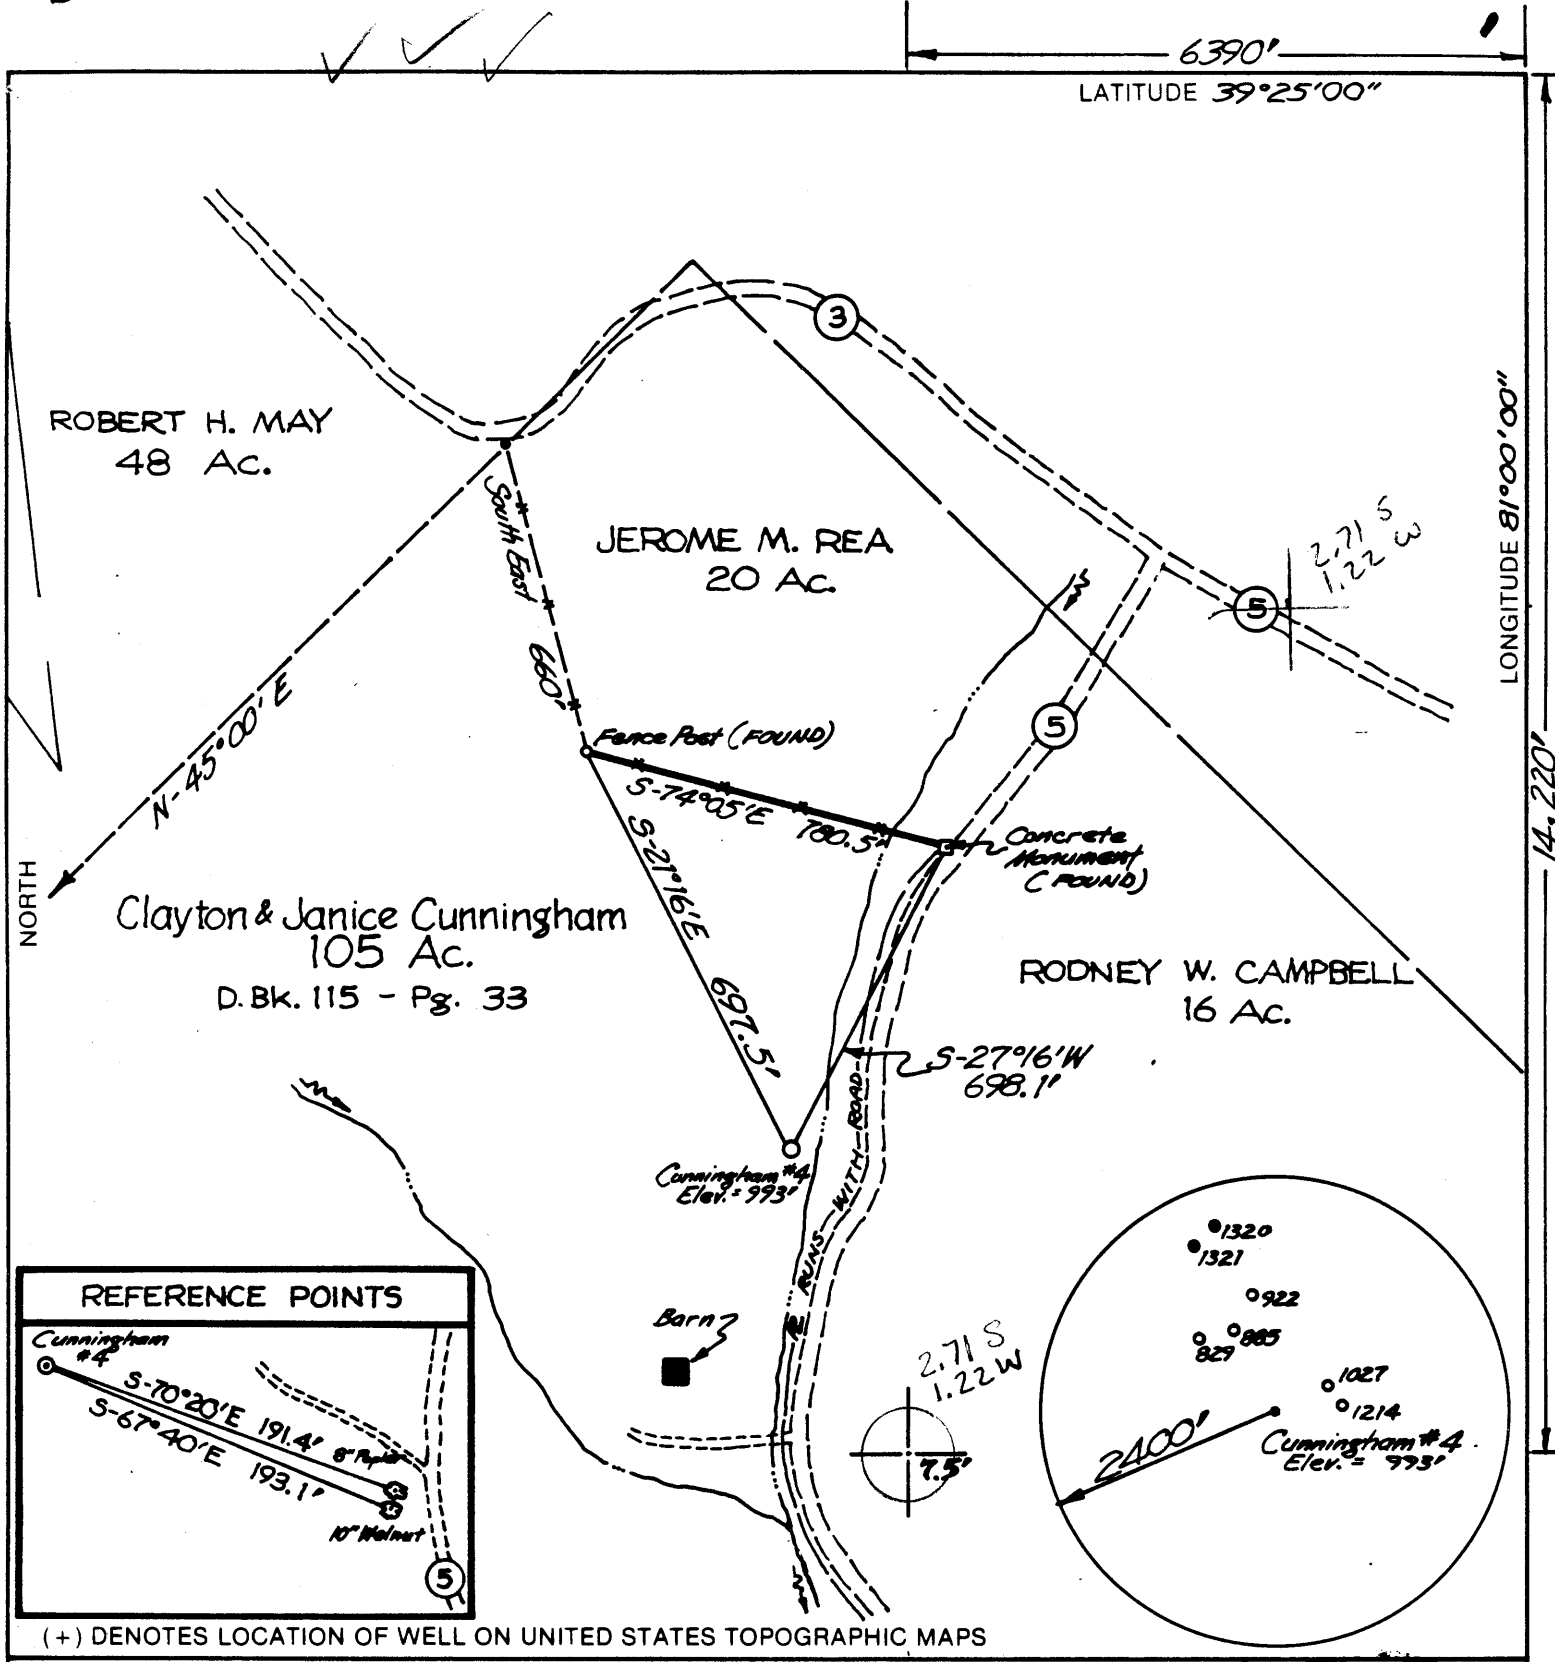 6390'
LATITUDE 39°25'00"
3
ROBERT H. MAY
48 Ac.
LONGITUDE 81°00'00"
South East
660'
JEROME M. REA
20 Ac.
2.71 S
1.22 W
5
5
N-45°00'E
Fence Post (FOUND)
S-74°05'E
780.5'
14,220'
Concrete
Monument
(FOUND)
S-21°16'E
697.5'
NORTH
Clayton & Janice Cunningham
105 Ac.
D.Bk. 115 - Pg. 33
RODNEY W. CAMPBELL
16 Ac.
S-27°16'W
698.1'
Cunningham #4
Elev. = 993'
RUNS WITH ROAD
1320
1321
922
885
829
1027
1214
Cunningham #4
Elev. = 993'
2400'
Barn
2.71 S
1.22 W
7.5'
REFERENCE POINTS
Cunningham
#4
S-70°20'E 191.4'
S-67°40'E 193.1'
8" Poplar
10" Walnut
5
(+) DENOTES LOCATION OF WELL ON UNITED STATES TOPOGRAPHIC MAPS